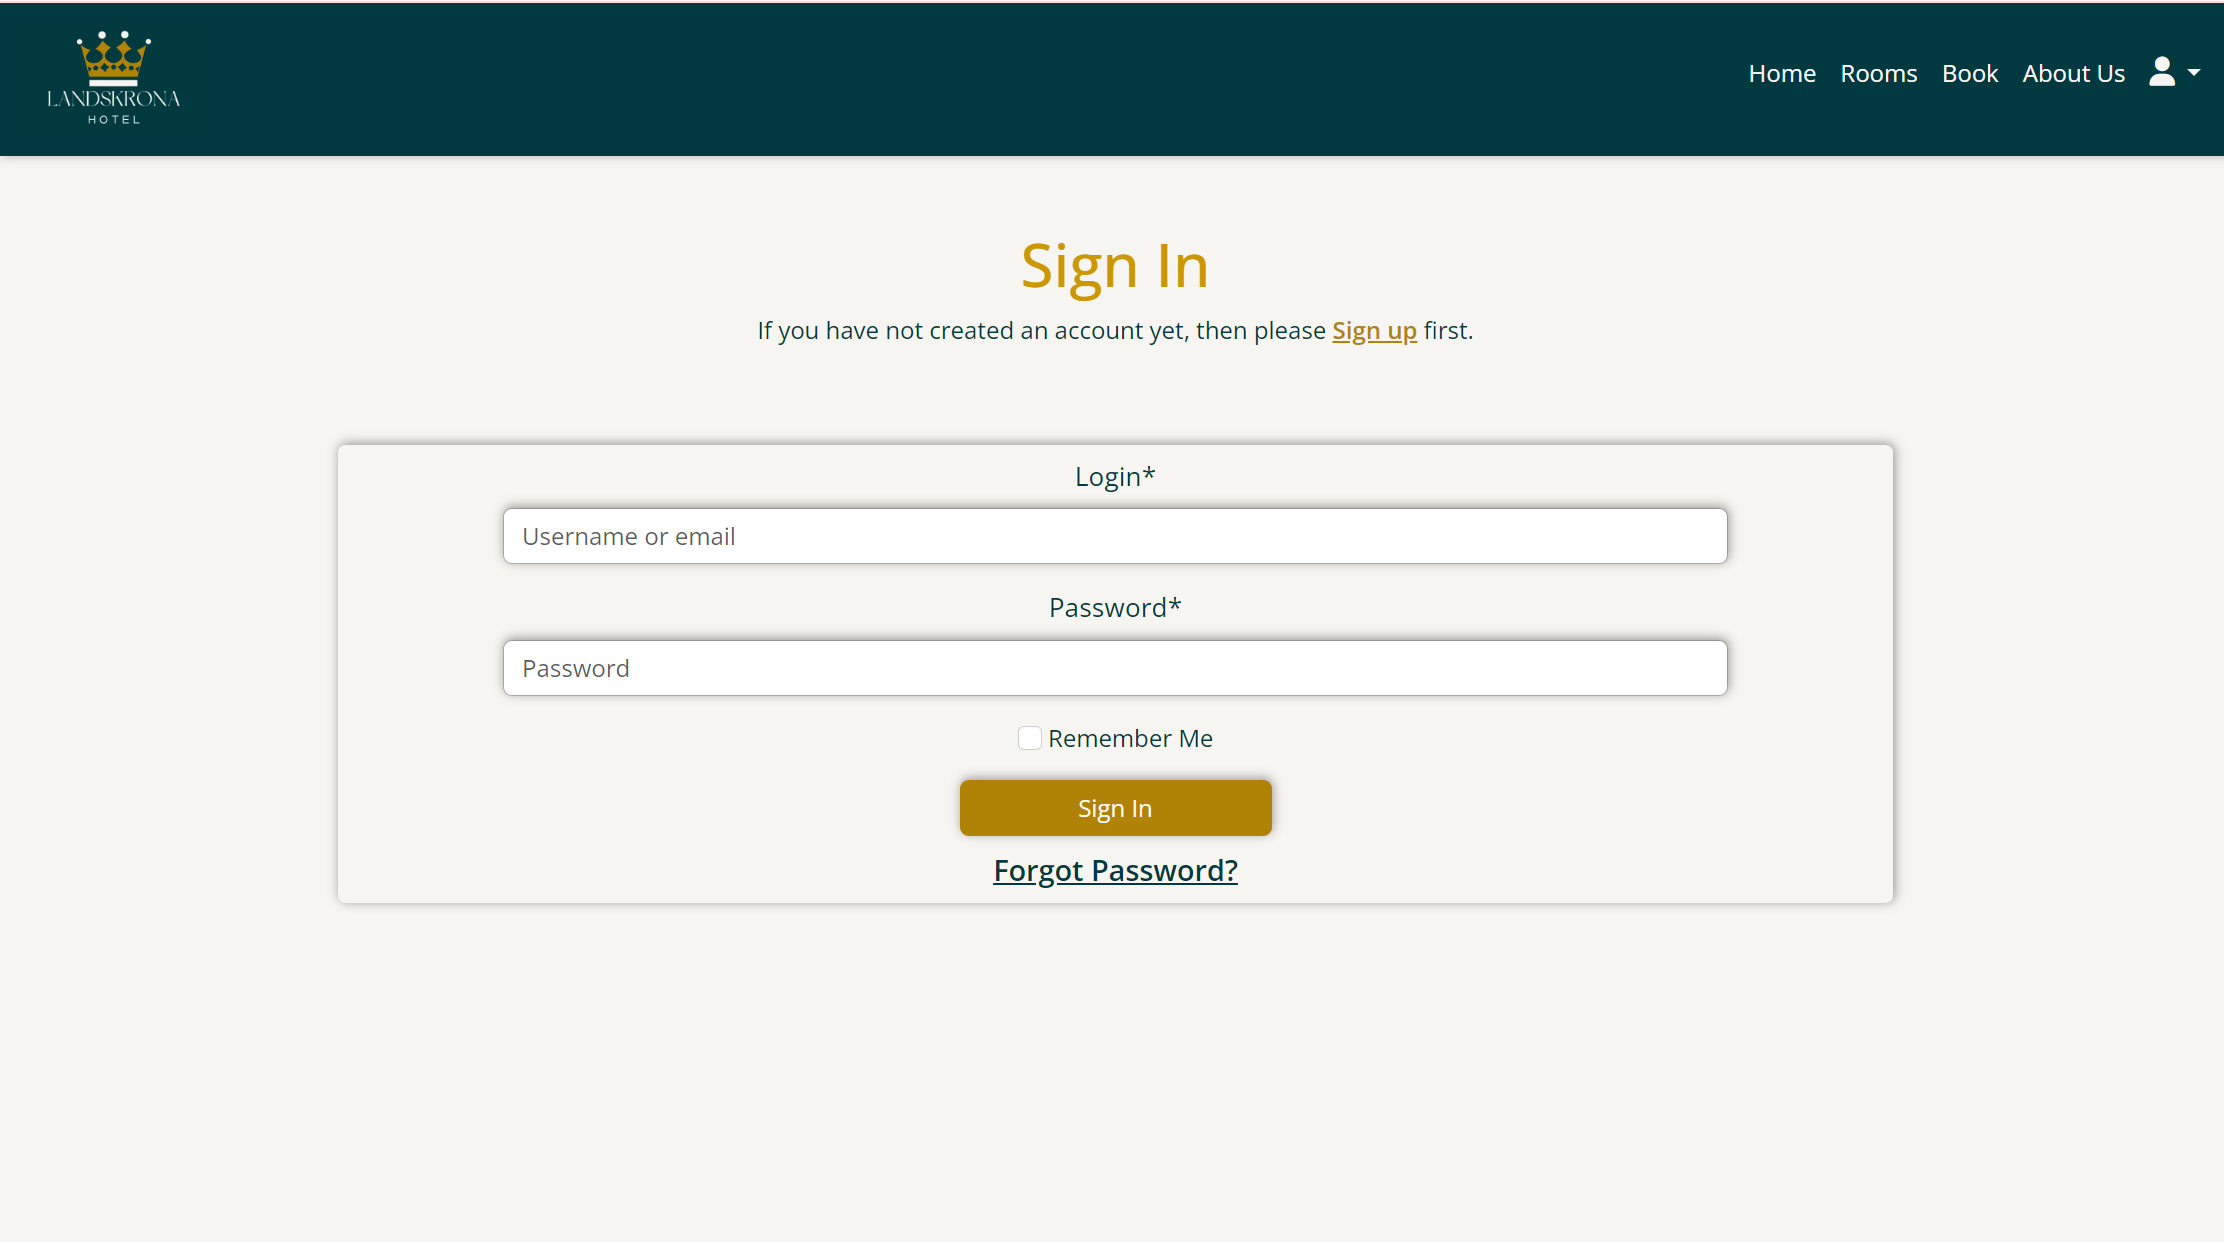 LANDSKRONA
HOTEL
Home Rooms Book About Us
Sign In
If you have not created an account yet, then please Sign up first.
Login*
Username or email
Password*
Password
Remember Me
Sign In
Forgot Password?